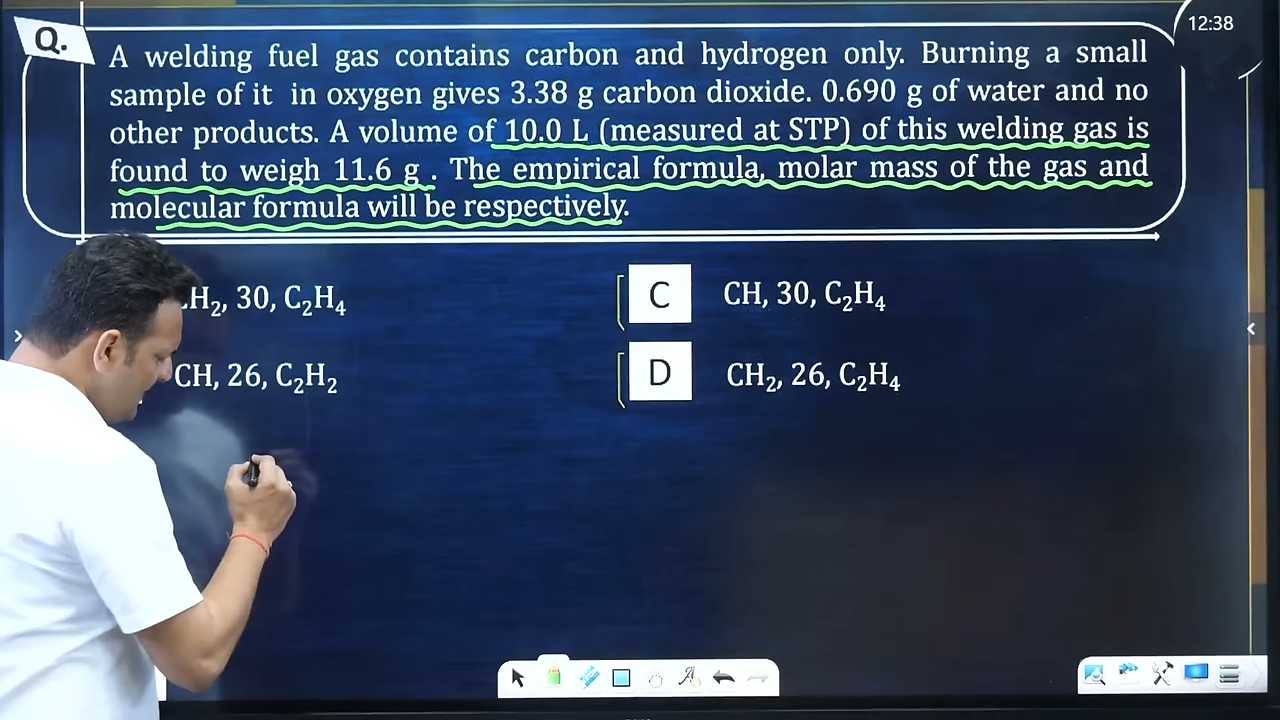 Q.
12:38
A welding fuel gas contains carbon and hydrogen only. Burning a small
sample of it in oxygen gives 3.38 g carbon dioxide. 0.690 g of water and no
other products. A volume of 10.0 L (measured at STP) of this welding gas is
found to weigh 11.6 g . The empirical formula, molar mass of the gas and
molecular formula will be respectively.
H₂, 30, C₂H₄
C CH, 30, C₂H₄
CH, 26, C₂H₂
D CH₂, 26, C₂H₄